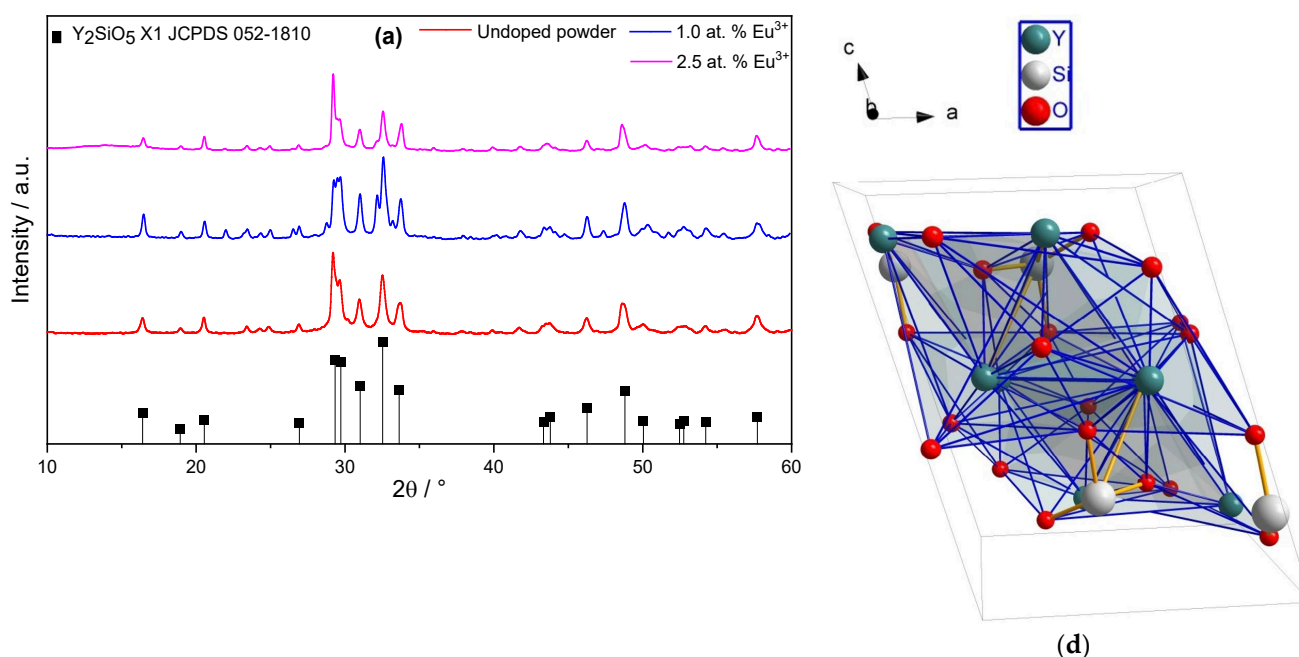 ■ Y₂SiO₅ X1 JCPDS 052-1810
(a)
Undoped powder
1.0 at. % Eu³⁺
2.5 at. % Eu³⁺
Intensity / a.u.
10 20 30 40 50 60
2θ / °
c
b
a
Y
Si
O
(d)